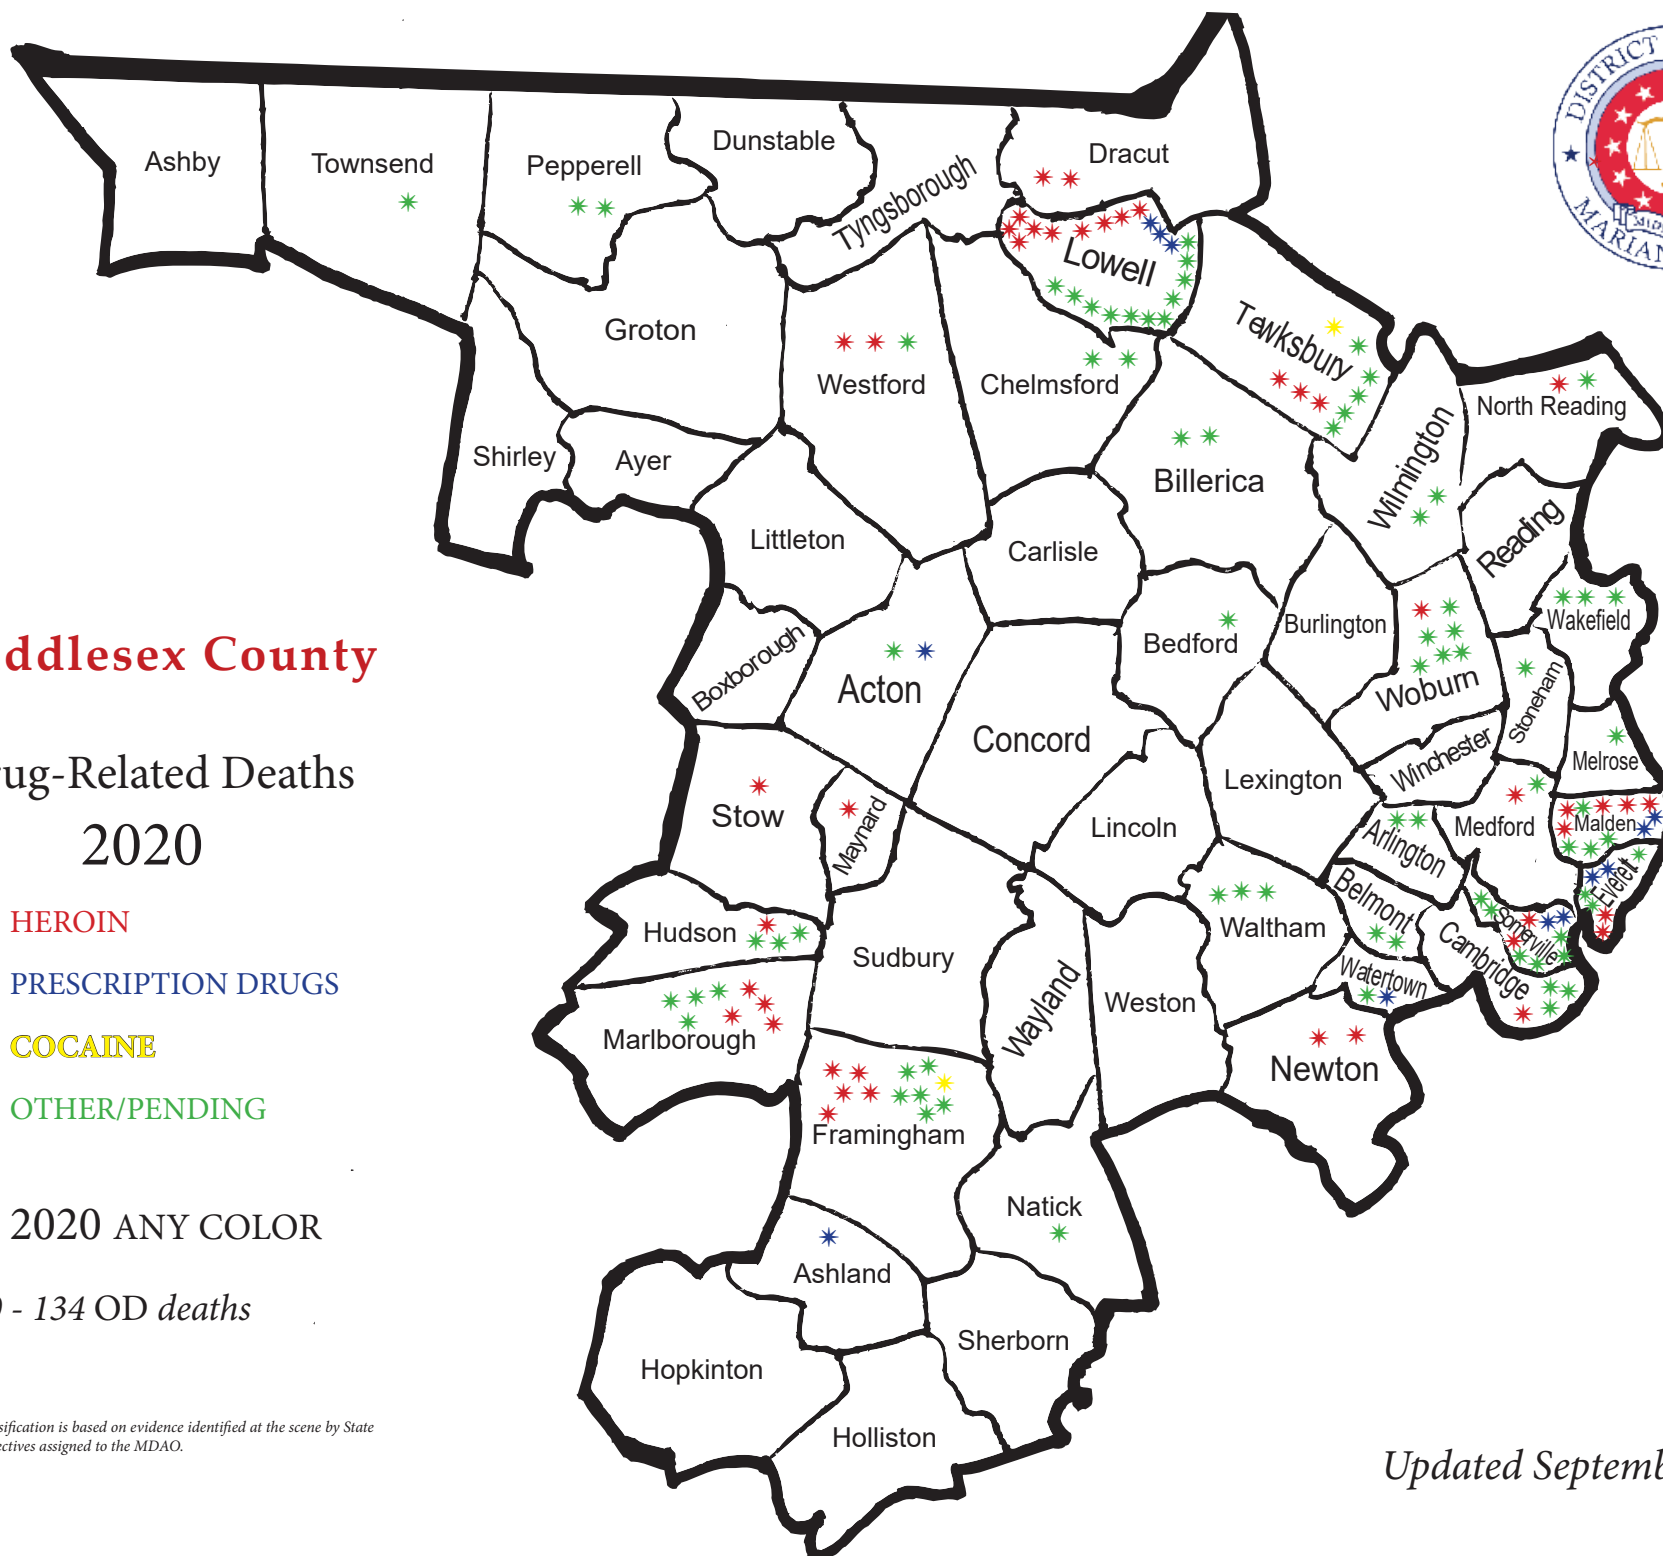 DISTRICT
MARIAN
Ashby
Townsend
Pepperell
Dunstable
Tyngsborough
Dracut
Lowell
Groton
Westford
Chelmsford
Tewksbury
North Reading
Shirley
Ayer
Billerica
Wilmington
Littleton
Carlisle
Reading
Boxborough
Acton
Bedford
Burlington
Wakefield
ddlesex County
Woburn
Stoneham
Concord
Winchester
Melrose
ug-Related Deaths
2020
Stow
Maynard
Lincoln
Lexington
Arlington
Medford
Malden
Everet
HEROIN
Hudson
Sudbury
Waltham
Belmont
Somerville
Cambridge
PRESCRIPTION DRUGS
Watertown
Wayland
Weston
COCAINE
Marlborough
Newton
OTHER/PENDING
Framingham
2020 ANY COLOR
Natick
Ashland
- 134 OD deaths
Sherborn
Hopkinton
Holliston
sification is based on evidence identified at the scene by State
ectives assigned to the MDAO.
Updated Septemb